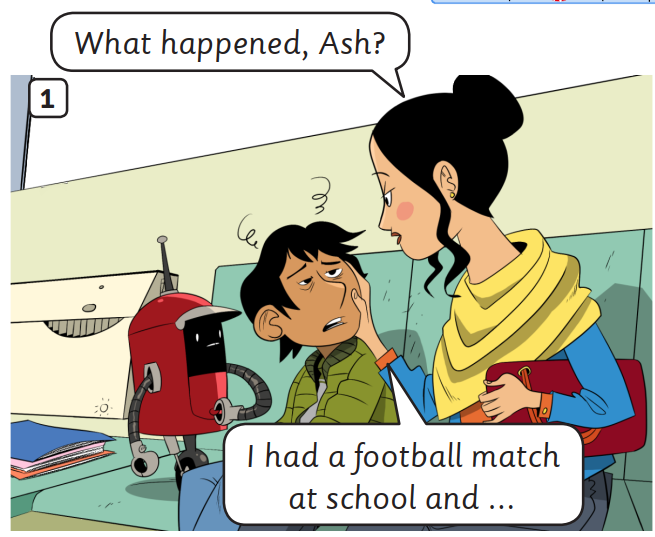 What happened, Ash?
1
I had a football match
at school and ...